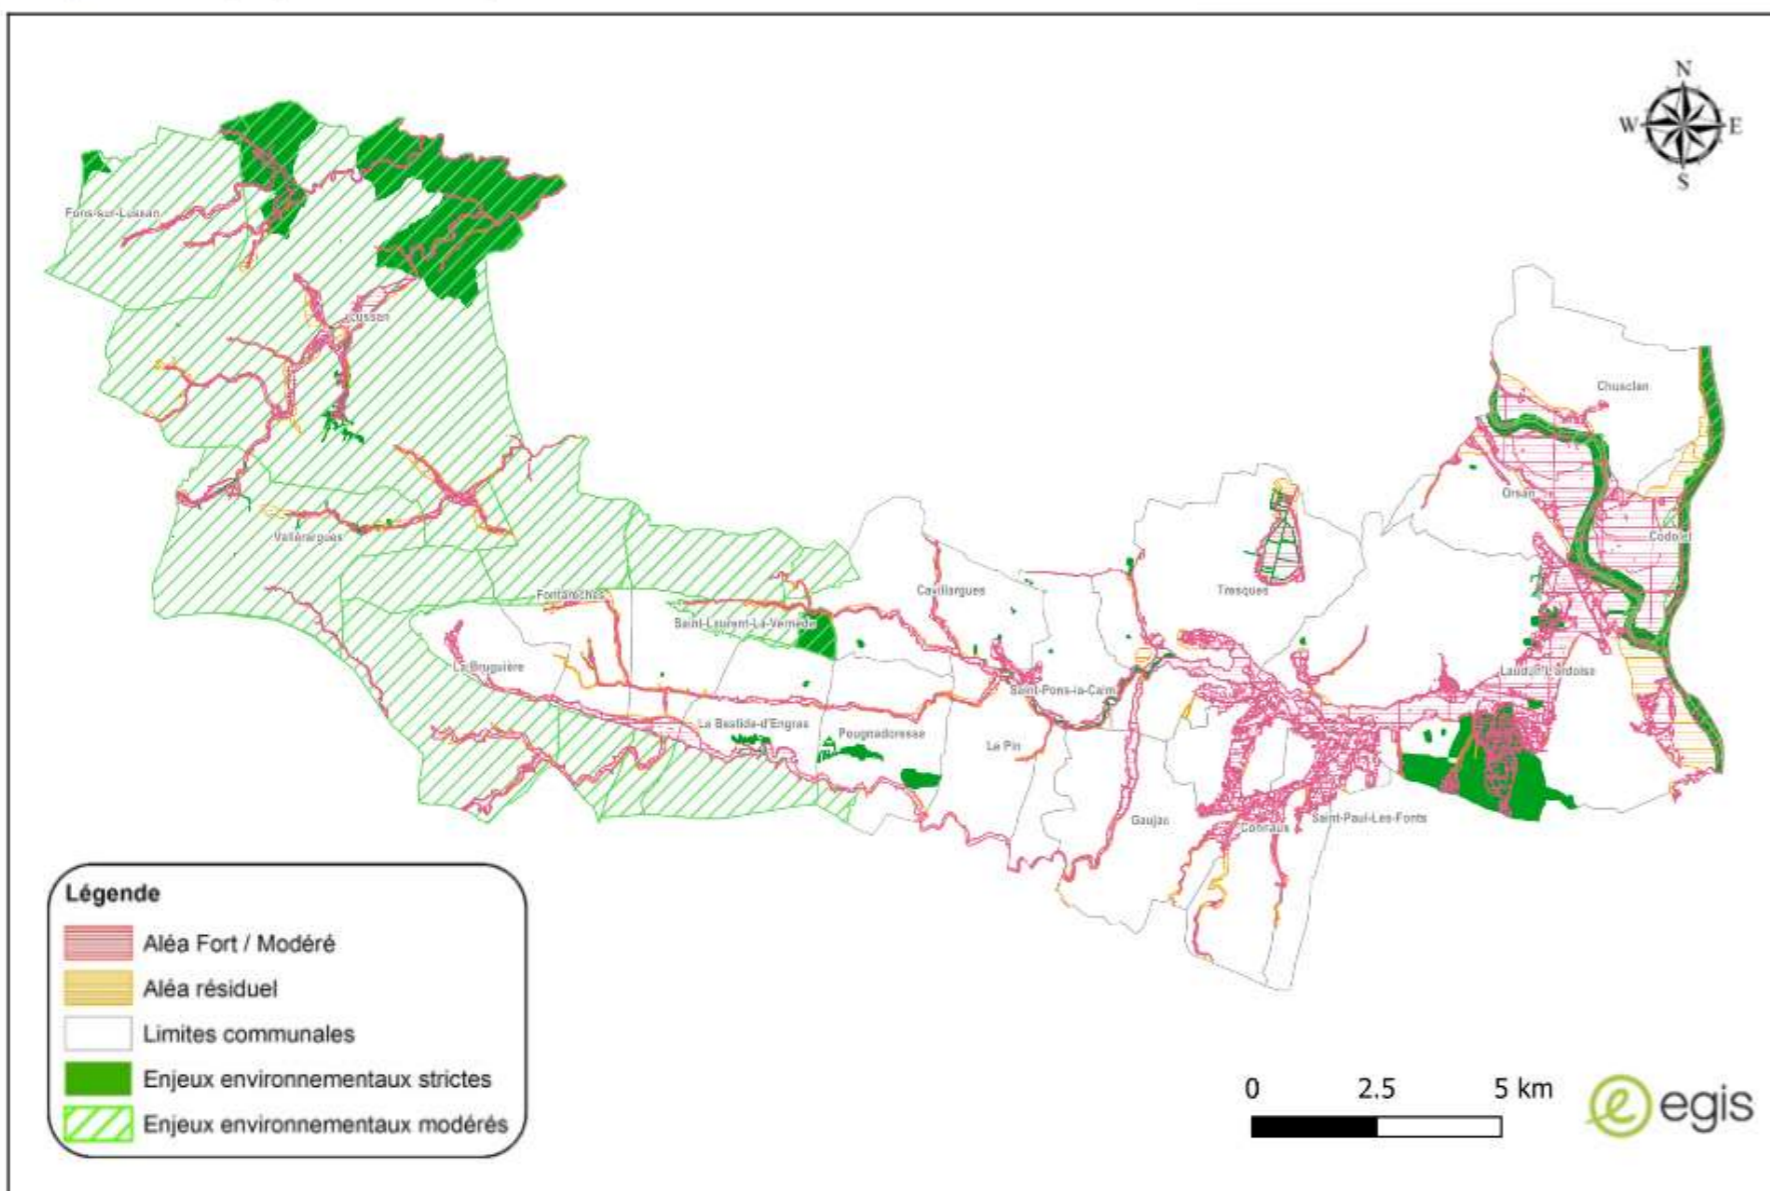 N
W E
S
Chusclan
Fons-sur-Lussan
Lussan
Orsan
Codolet
Vallérargues
Tresques
Cavillargues
Fontarèches
Saint-Laurent-La-Vernède
La Bruguière
Laudun-L'ardoise
Saint-Pons-la-Calm
La Bastide-d'Engras
Pougnadoresse
Le Pin
Gaujac
Connaux
Saint-Paul-Les-Fonts
Légende
Aléa Fort / Modéré
Aléa résiduel
Limites communales
Enjeux environnementaux strictes
Enjeux environnementaux modérés
0 2.5 5 km
egis